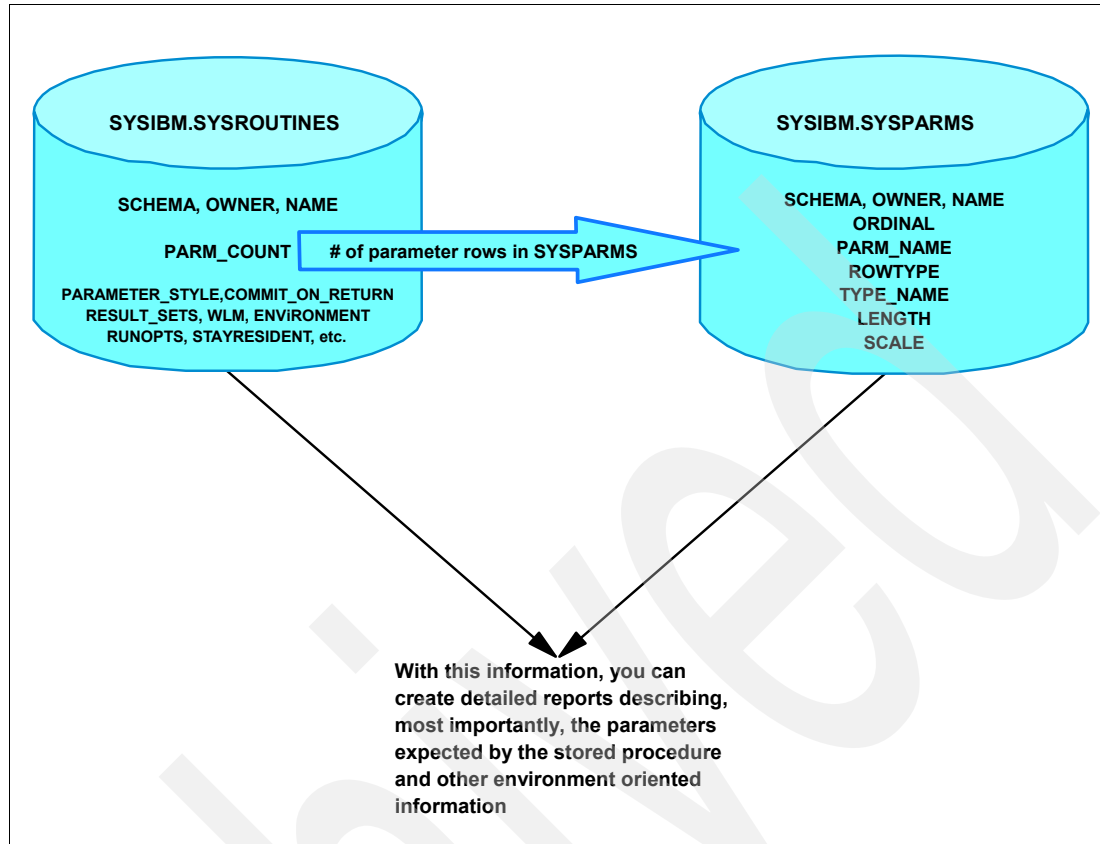 SYSIBM.SYSROUTINES
SCHEMA, OWNER, NAME
PARM_COUNT
# of parameter rows in SYSPARMS
PARAMETER_STYLE,COMMIT_ON_RETURN
RESULT_SETS, WLM, ENViRONMENT
RUNOPTS, STAYRESIDENT, etc.
SYSIBM.SYSPARMS
SCHEMA, OWNER, NAME
ORDINAL
PARM_NAME
ROWTYPE
TYPE_NAME
LENGTH
SCALE
With this information, you can
create detailed reports describing,
most importantly, the parameters
expected by the stored procedure
and other environment oriented
information